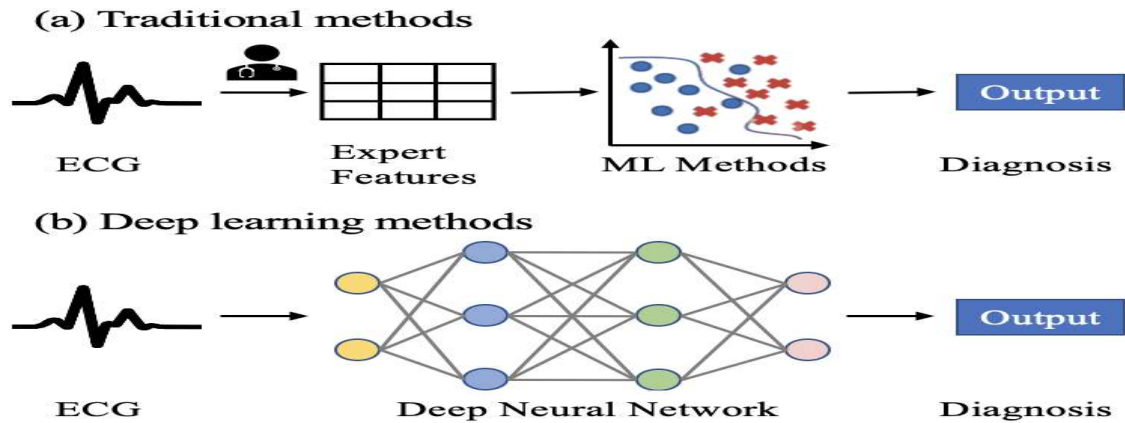 (a) Traditional methods
Output
ECG
Expert
Features
ML Methods
Diagnosis
(b) Deep learning methods
Output
ECG
Deep Neural Network
Diagnosis